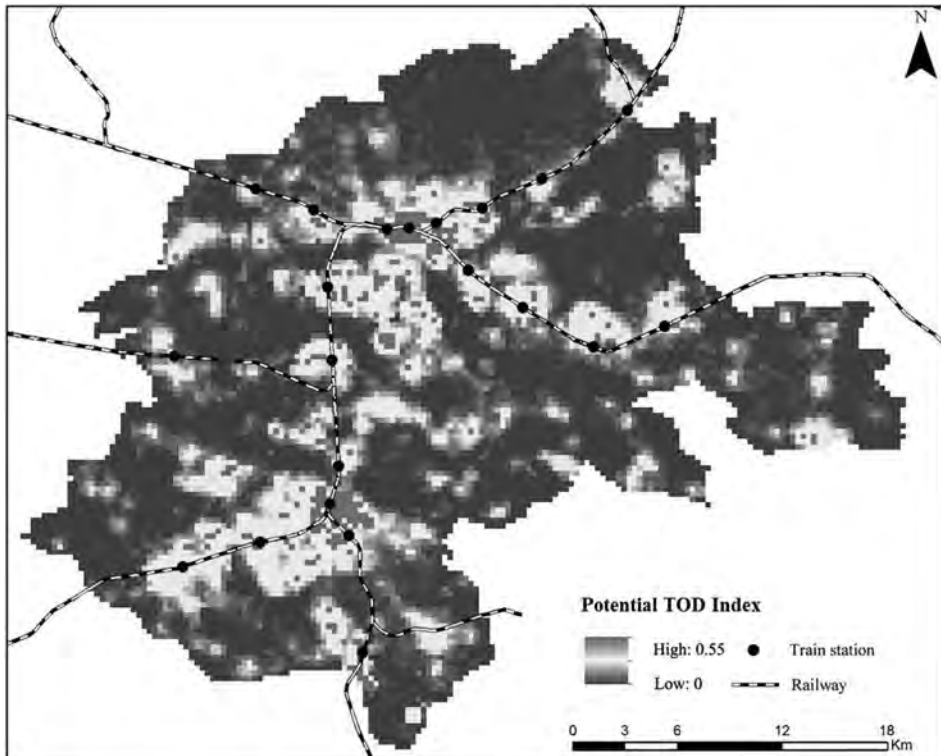 N
Potential TOD Index
High: 0.55
Train station
Low: 0
Railway
0 3 6 12 18
Km